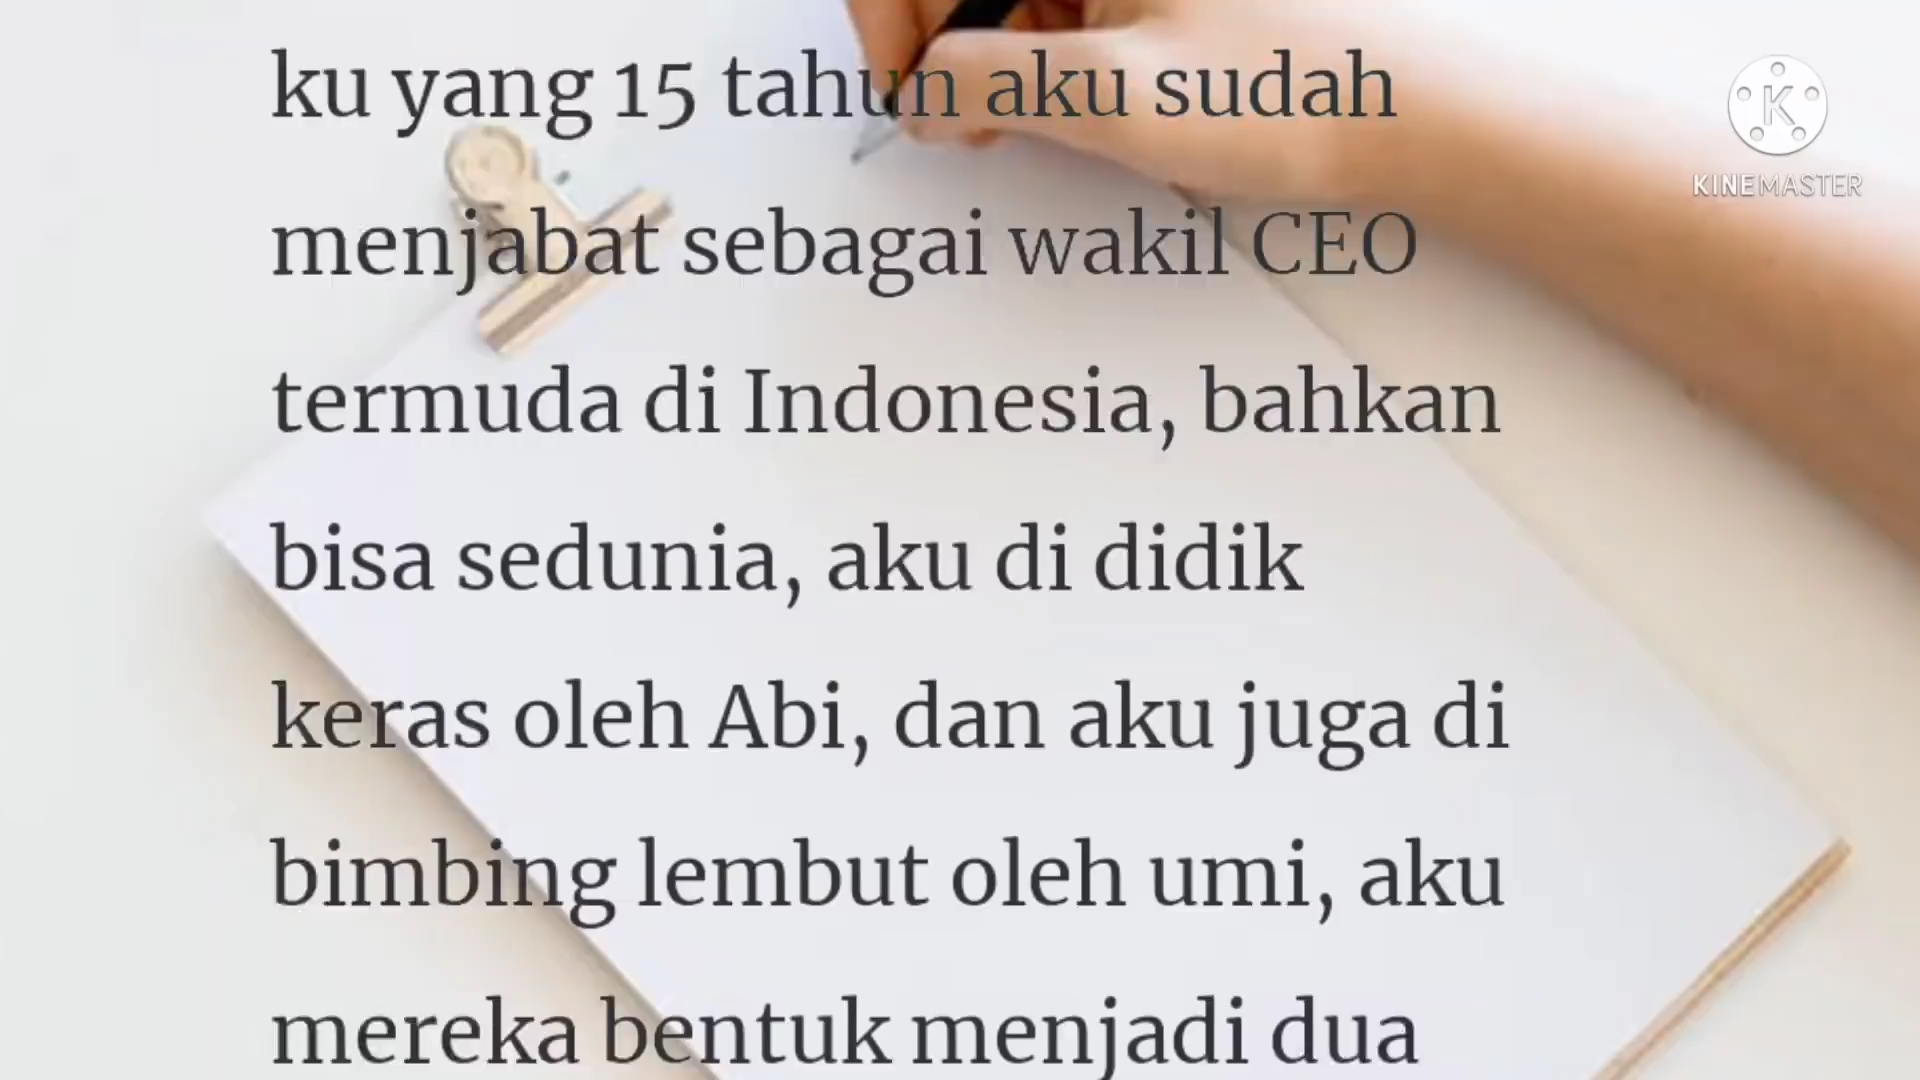 ku yang 15 tahun aku sudah
menjabat sebagai wakil CEO
termuda di Indonesia, bahkan
bisa sedunia, aku di didik
keras oleh Abi, dan aku juga di
bimbing lembut oleh umi, aku
mereka bentuk menjadi dua
K
KINEMASTER